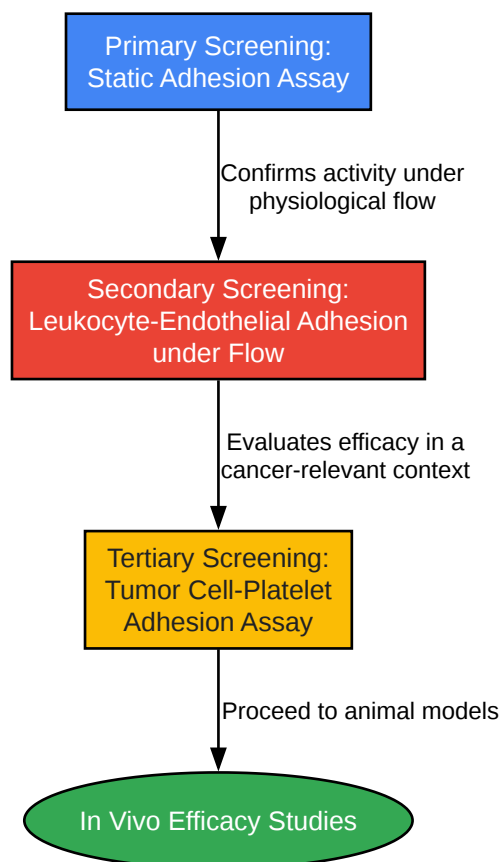 Primary Screening:
Static Adhesion Assay
Confirms activity under
physiological flow
Secondary Screening:
Leukocyte-Endothelial Adhesion
under Flow
Evaluates efficacy in a
cancer-relevant context
Tertiary Screening:
Tumor Cell-Platelet
Adhesion Assay
Proceed to animal models
In Vivo Efficacy Studies